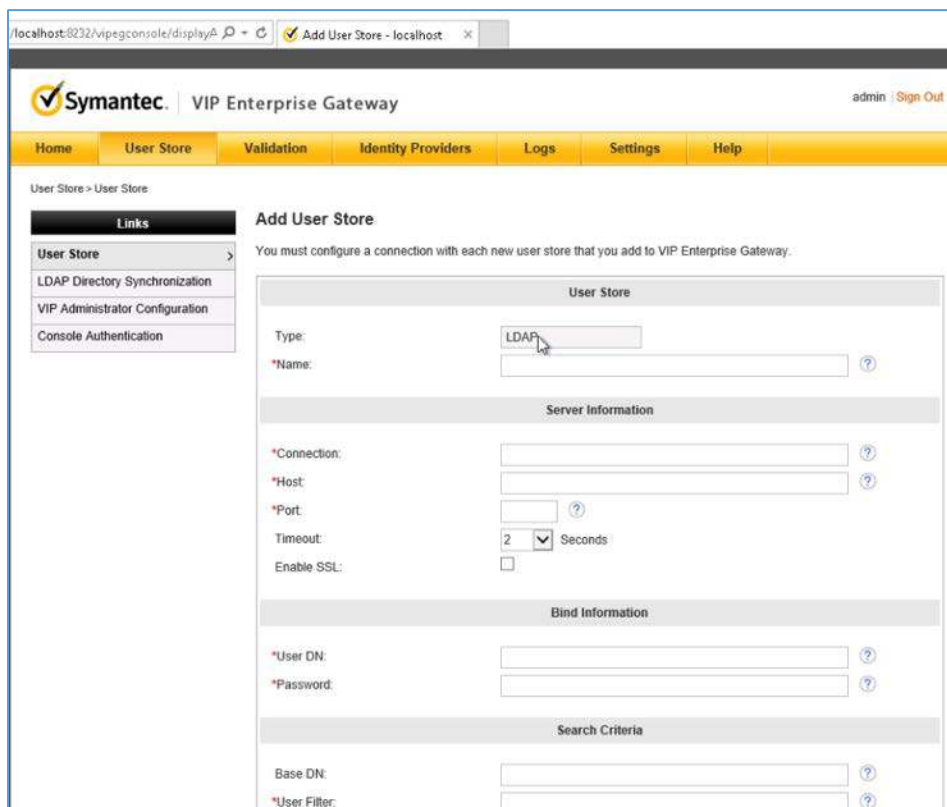 /localhost:8232/vipegconsole/displayA
Add User Store - localhost
Symantec. VIP Enterprise Gateway
admin | Sign Out
Home User Store Validation Identity Providers Logs Settings Help
User Store > User Store
Links
User Store >
LDAP Directory Synchronization
VIP Administrator Configuration
Console Authentication
Add User Store
You must configure a connection with each new user store that you add to VIP Enterprise Gateway.
User Store
Type: LDAP
*Name: ?
Server Information
*Connection: ?
*Host: ?
*Port: ?
Timeout: 2 Seconds
Enable SSL:
Bind Information
*User DN: ?
*Password: ?
Search Criteria
Base DN: ?
*User Filter: ?